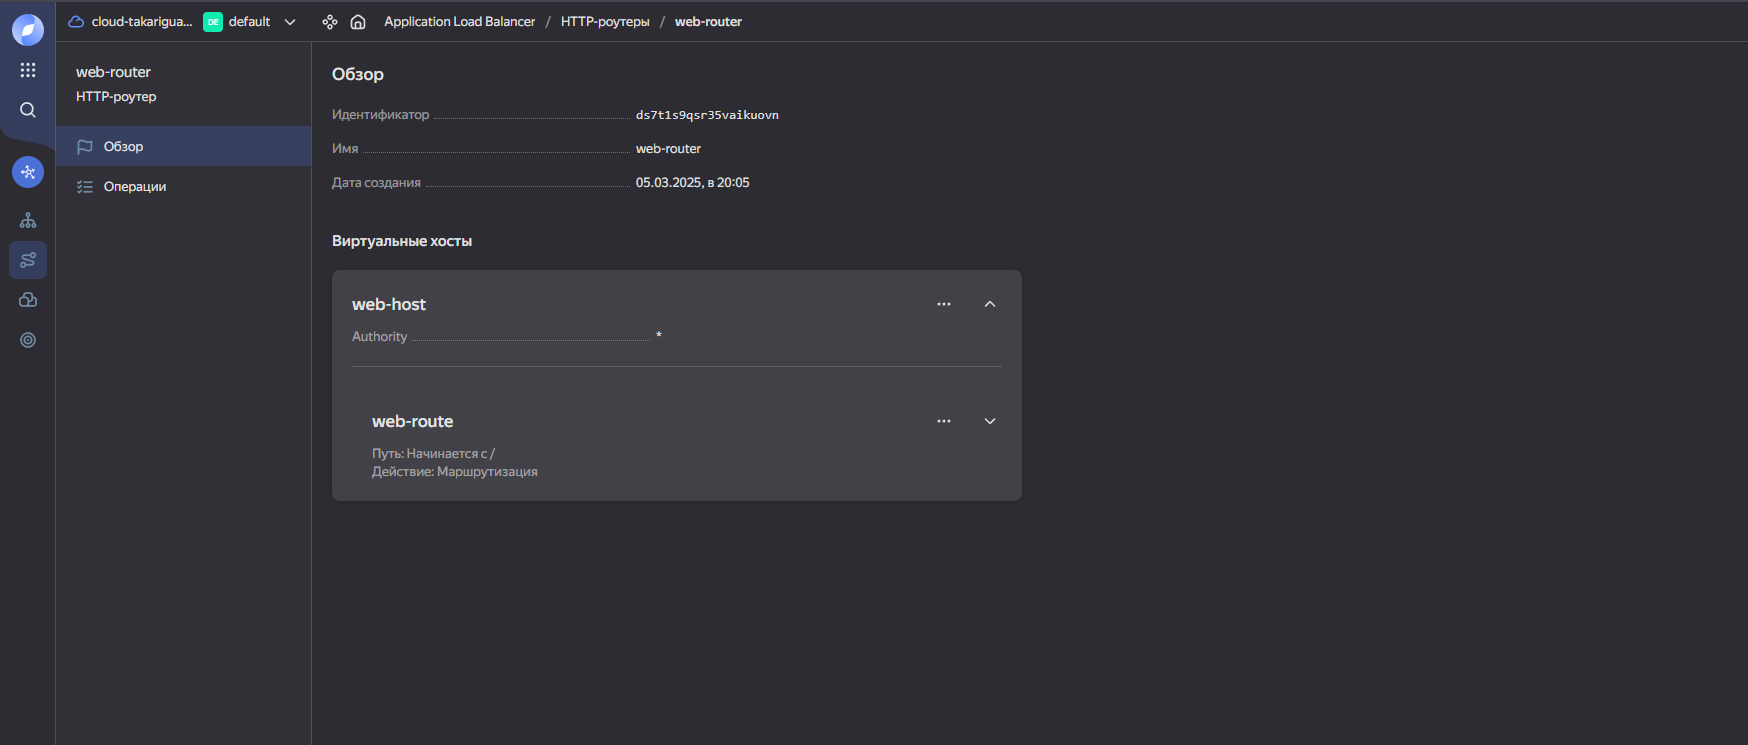 cloud-takarigua... DE default Application Load Balancer / HTTP-роутеры / web-router
web-router
HTTP-роутер
Обзор
Операции
Обзор
Идентификатор ds7t1s9qsr35vaikuovn
Имя web-router
Дата создания 05.03.2025, в 20:05
Виртуальные хосты
web-host
Authority *
web-route
Путь: Начинается с /
Действие: Маршрутизация